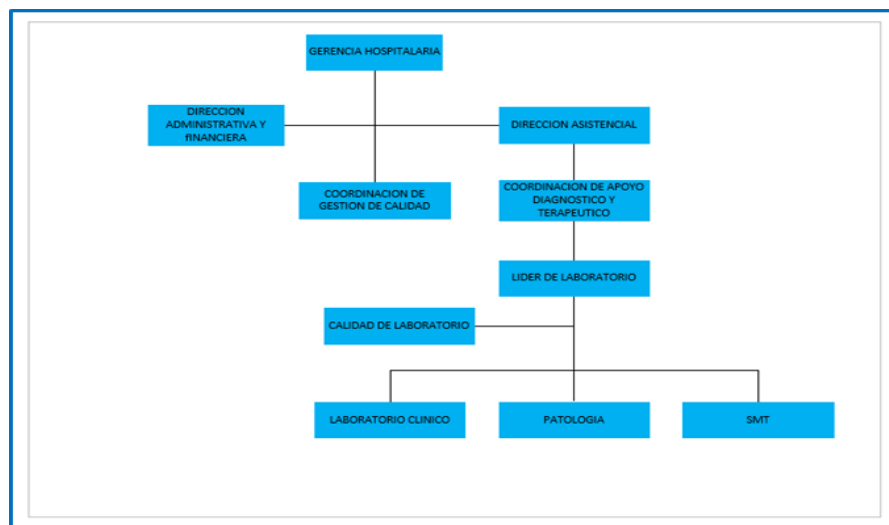 GERENCIA HOSPITALARIA
DIRECCION
ADMINISTRATIVA Y
fINANCIERA
DIRECCION ASISTENCIAL
COORDINACION DE
GESTION DE CALIDAD
COORDINACION DE APOYO
DIAGNOSTICO Y
TERAPEUTICO
LIDER DE LABORATORIO
CALIDAD DE LABORATORIO
LABORATORIO CLINICO
PATOLOGIA
SMT